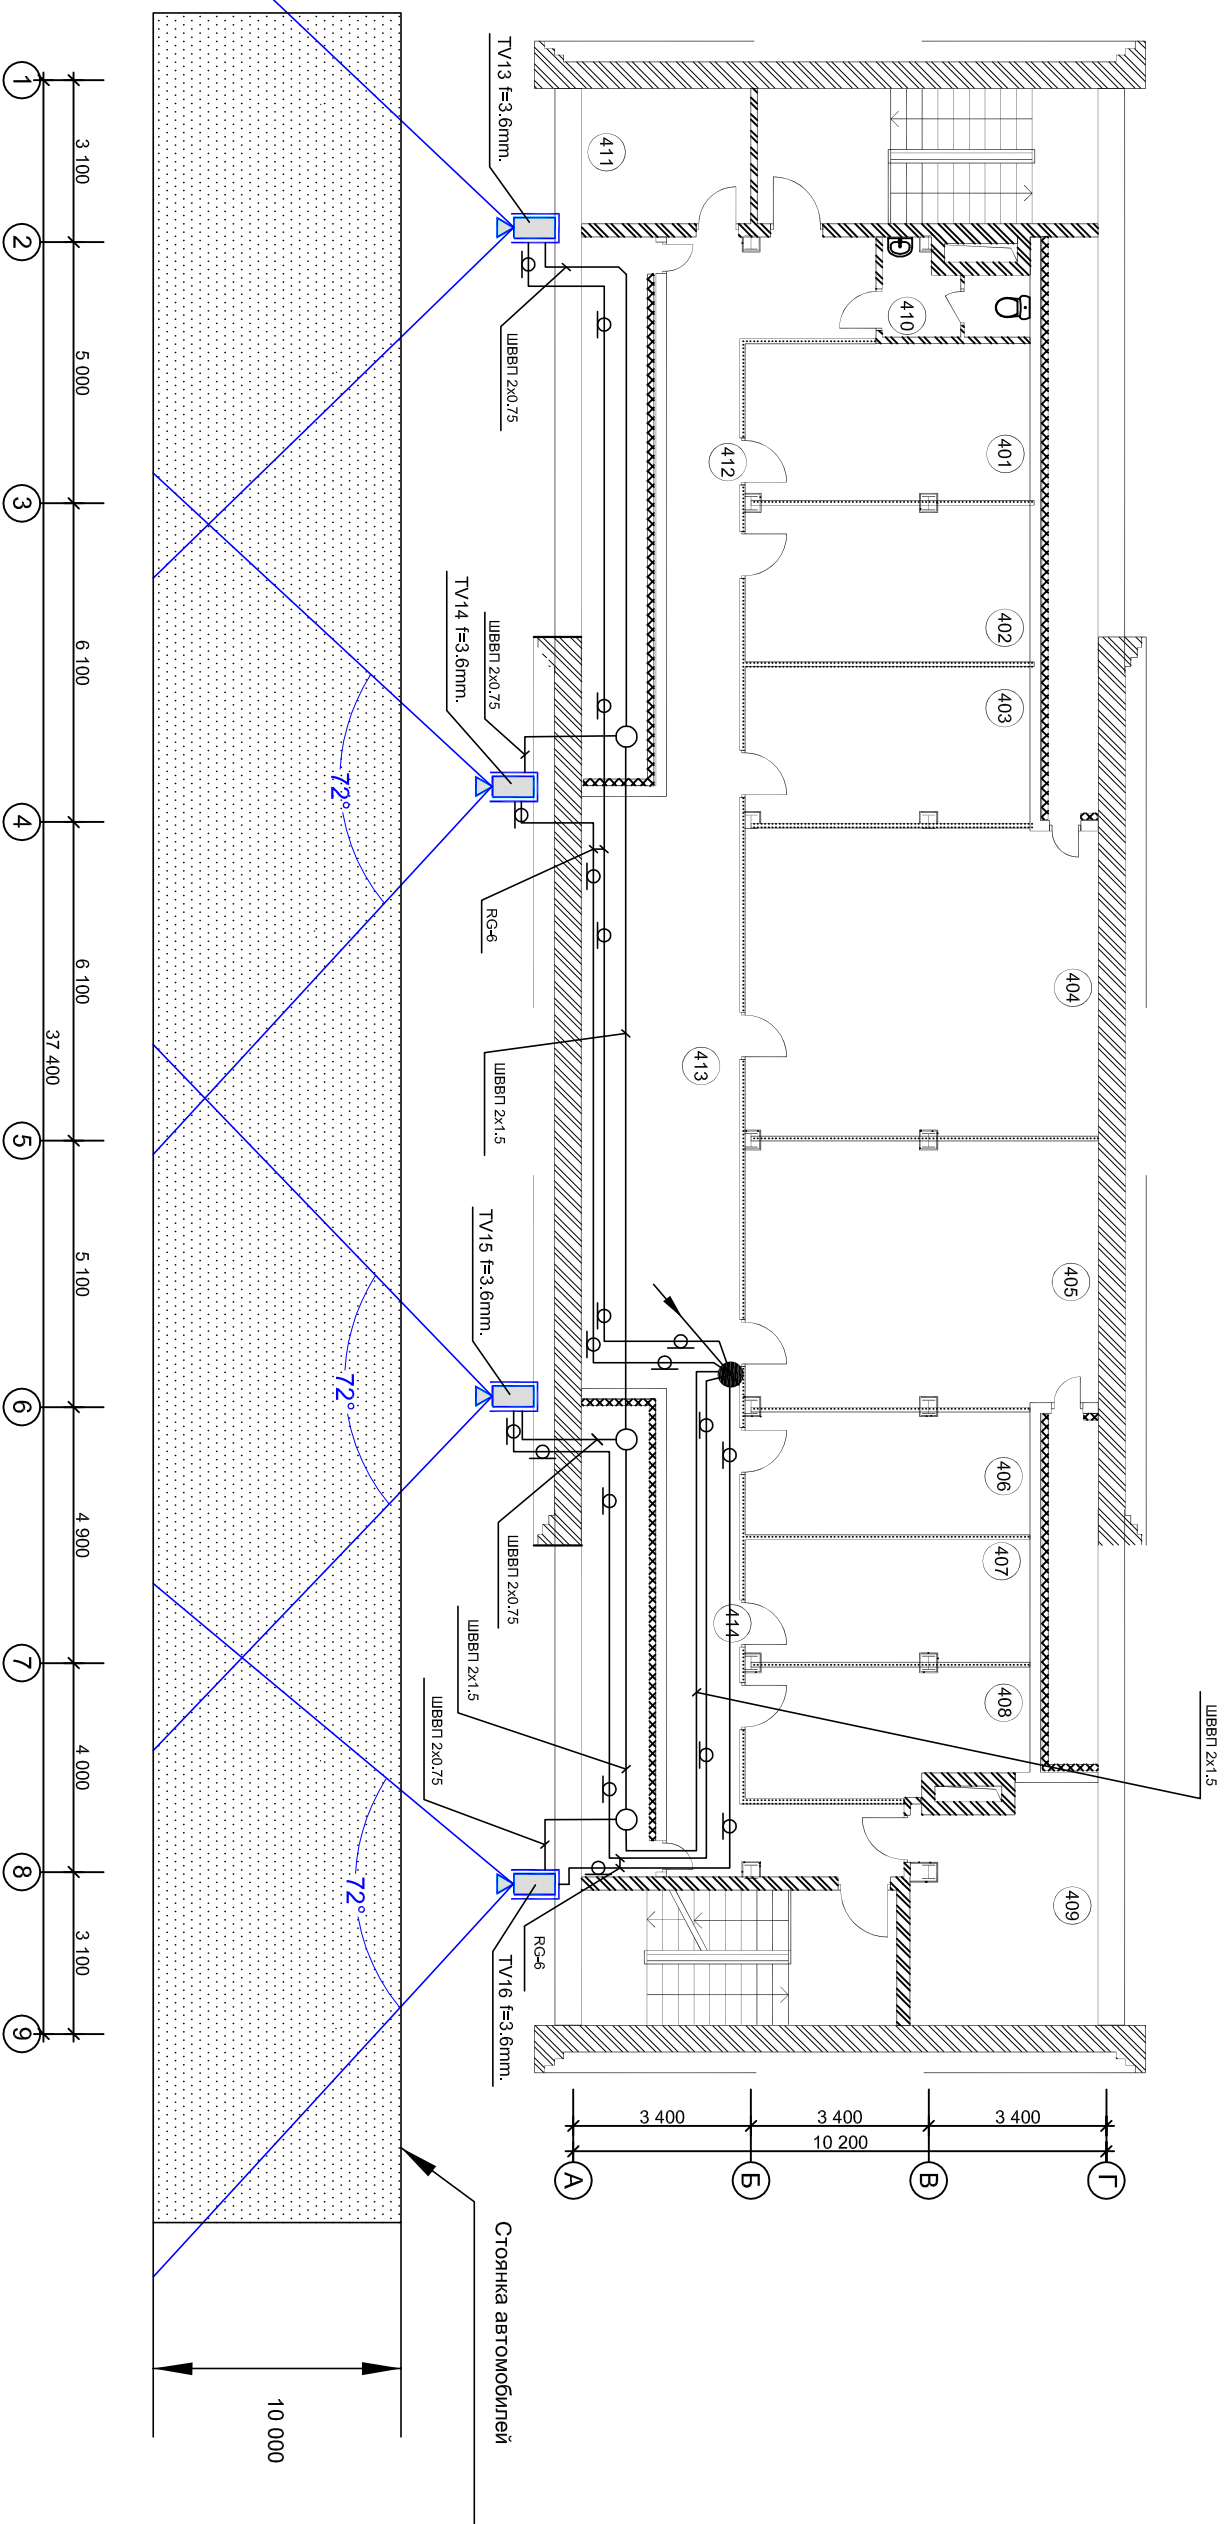 Стоянка автомобилей
10 000
ШВВП 2х1.5
TV13 f=3.6mm.
ШВВП 2х0.75
TV14 f=3.6mm.
ШВВП 2х0.75
RG-6
ШВВП 2х1.5
TV15 f=3.6mm.
ШВВП 2х0.75
ШВВП 2х1.5
ШВВП 2х0.75
RG-6
TV16 f=3.6mm.
72°
72°
72°
401
402
403
404
405
406
407
408
409
410
411
412
413
414
3 400
3 400
3 400
10 200
А
Б
В
Г
3 100
5 000
6 100
6 100
5 100
4 900
4 000
3 100
37 400
1
2
3
4
5
6
7
8
9